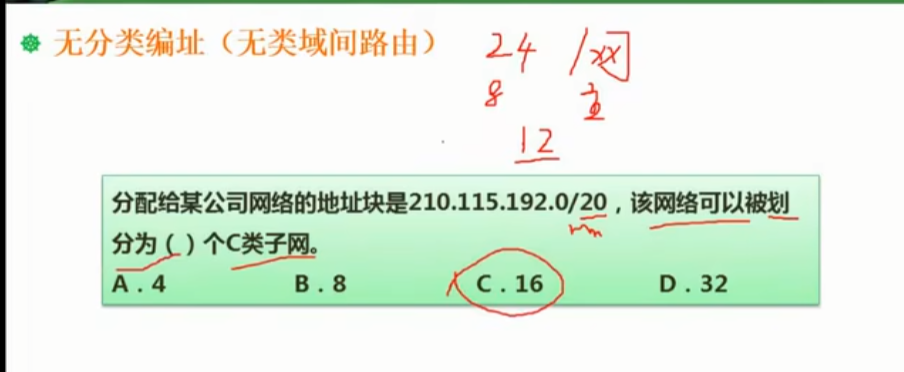 无分类编址（无类域间路由） 24 /xx 网
8 主
12
分配给某公司网络的地址块是210.115.192.0/20，该网络可以被划
分为（ ）个C类子网。
A．4 B．8 C．16 D．32